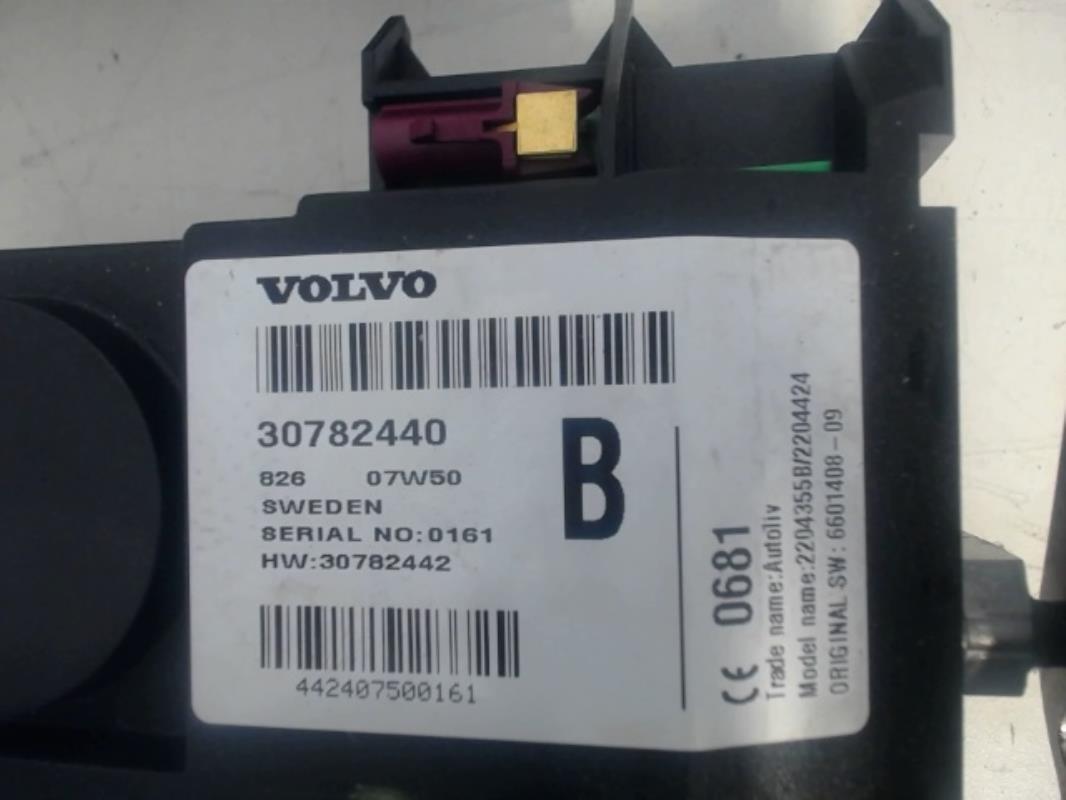 VOLVO
30782440
826 07W50
SWEDEN
SERIAL NO:0161
HW:30782442
B
442407500161
CE 0681
Trade name:Autoliv
Model name:2204355B/2204424
ORIGINAL SW: 6601408-09